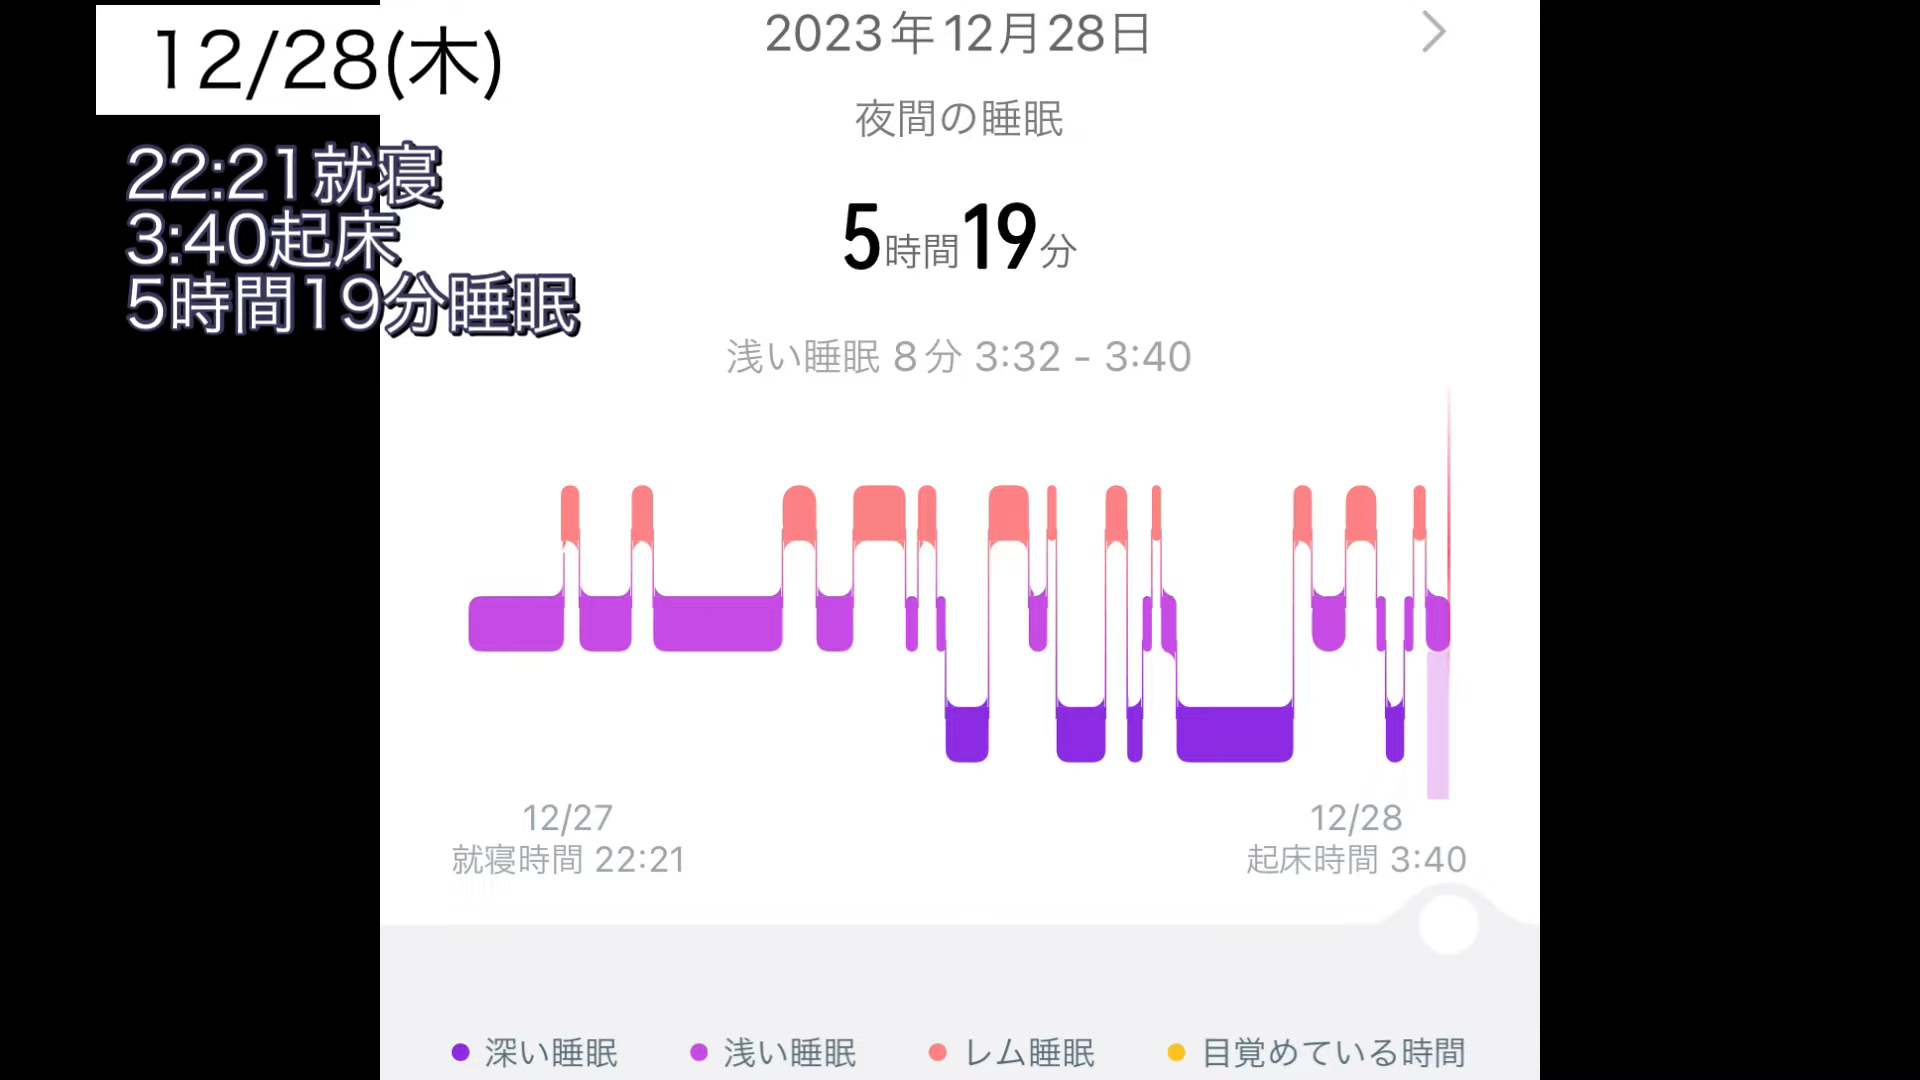 12/28(木)
22:21就寝
3:40起床
5時間19分睡眠
2023年12月28日
夜間の睡眠
5時間19分
浅い睡眠 8分 3:32 - 3:40
12/27
就寝時間 22:21
12/28
起床時間 3:40
深い睡眠
浅い睡眠
レム睡眠
目覚めている時間